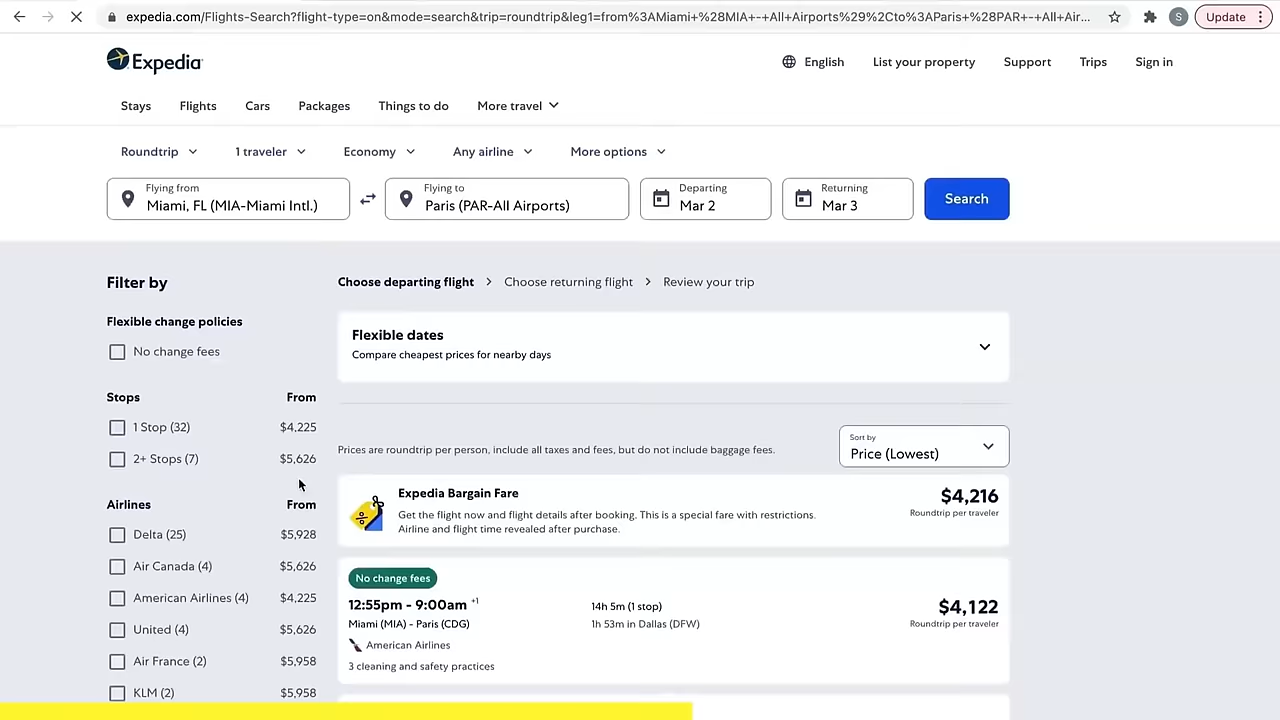 expedia.com/Flights-Search?flight-type=on&mode=search&trip=roundtrip&leg1=from%3AMiami+%28MIA+-+All+Airports%29%2Cto%3AParis+%28PAR+-+All+Air...
S
Update
Expedia
English
List your property
Support
Trips
Sign in
Stays
Flights
Cars
Packages
Things to do
More travel
Roundtrip
1 traveler
Economy
Any airline
More options
Flying from
Miami, FL (MIA-Miami Intl.)
Flying to
Paris (PAR-All Airports)
Departing
Mar 2
Returning
Mar 3
Search
Filter by
Flexible change policies
No change fees
Stops From
1 Stop (32) $4,225
2+ Stops (7) $5,626
Airlines From
Delta (25) $5,928
Air Canada (4) $5,626
American Airlines (4) $4,225
United (4) $5,626
Air France (2) $5,958
KLM (2) $5,958
Choose departing flight
Choose returning flight
Review your trip
Flexible dates
Compare cheapest prices for nearby days
Prices are roundtrip per person, include all taxes and fees, but do not include baggage fees.
Sort by
Price (Lowest)
Expedia Bargain Fare
Get the flight now and flight details after booking. This is a special fare with restrictions.
Airline and flight time revealed after purchase.
$4,216
Roundtrip per traveler
No change fees
12:55pm - 9:00am +1
Miami (MIA) - Paris (CDG)
American Airlines
3 cleaning and safety practices
14h 5m (1 stop)
1h 53m in Dallas (DFW)
$4,122
Roundtrip per traveler